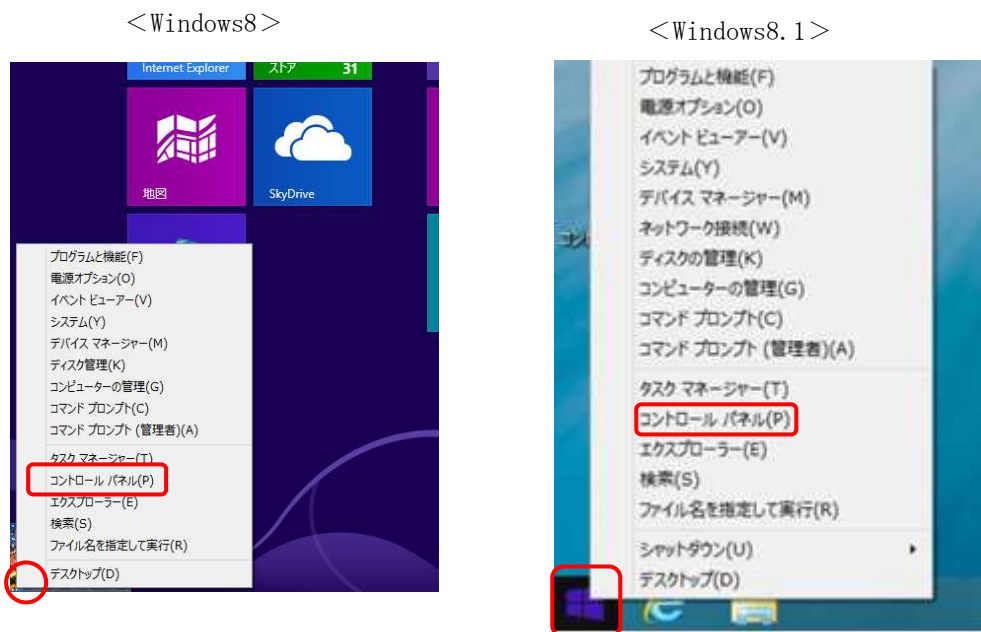 ＜Windows8＞
Internet Explorer
ストア 31
地図
SkyDrive
プログラムと機能(F)
電源オプション(O)
イベント ビューアー(V)
システム(Y)
デバイス マネージャー(M)
ディスク管理(K)
コンピューターの管理(G)
コマンド プロンプト(C)
コマンド プロンプト (管理者)(A)
タスク マネージャー(T)
コントロール パネル(P)
エクスプローラー(E)
検索(S)
ファイル名を指定して実行(R)
デスクトップ(D)
＜Windows8.1＞
プログラムと機能(F)
電源オプション(O)
イベント ビューアー(V)
システム(Y)
デバイス マネージャー(M)
ネットワーク接続(W)
ディスクの管理(K)
コンピューターの管理(G)
コマンド プロンプト(C)
コマンド プロンプト (管理者)(A)
タスク マネージャー(T)
コントロール パネル(P)
エクスプローラー(E)
検索(S)
ファイル名を指定して実行(R)
シャットダウン(U)
デスクトップ(D)